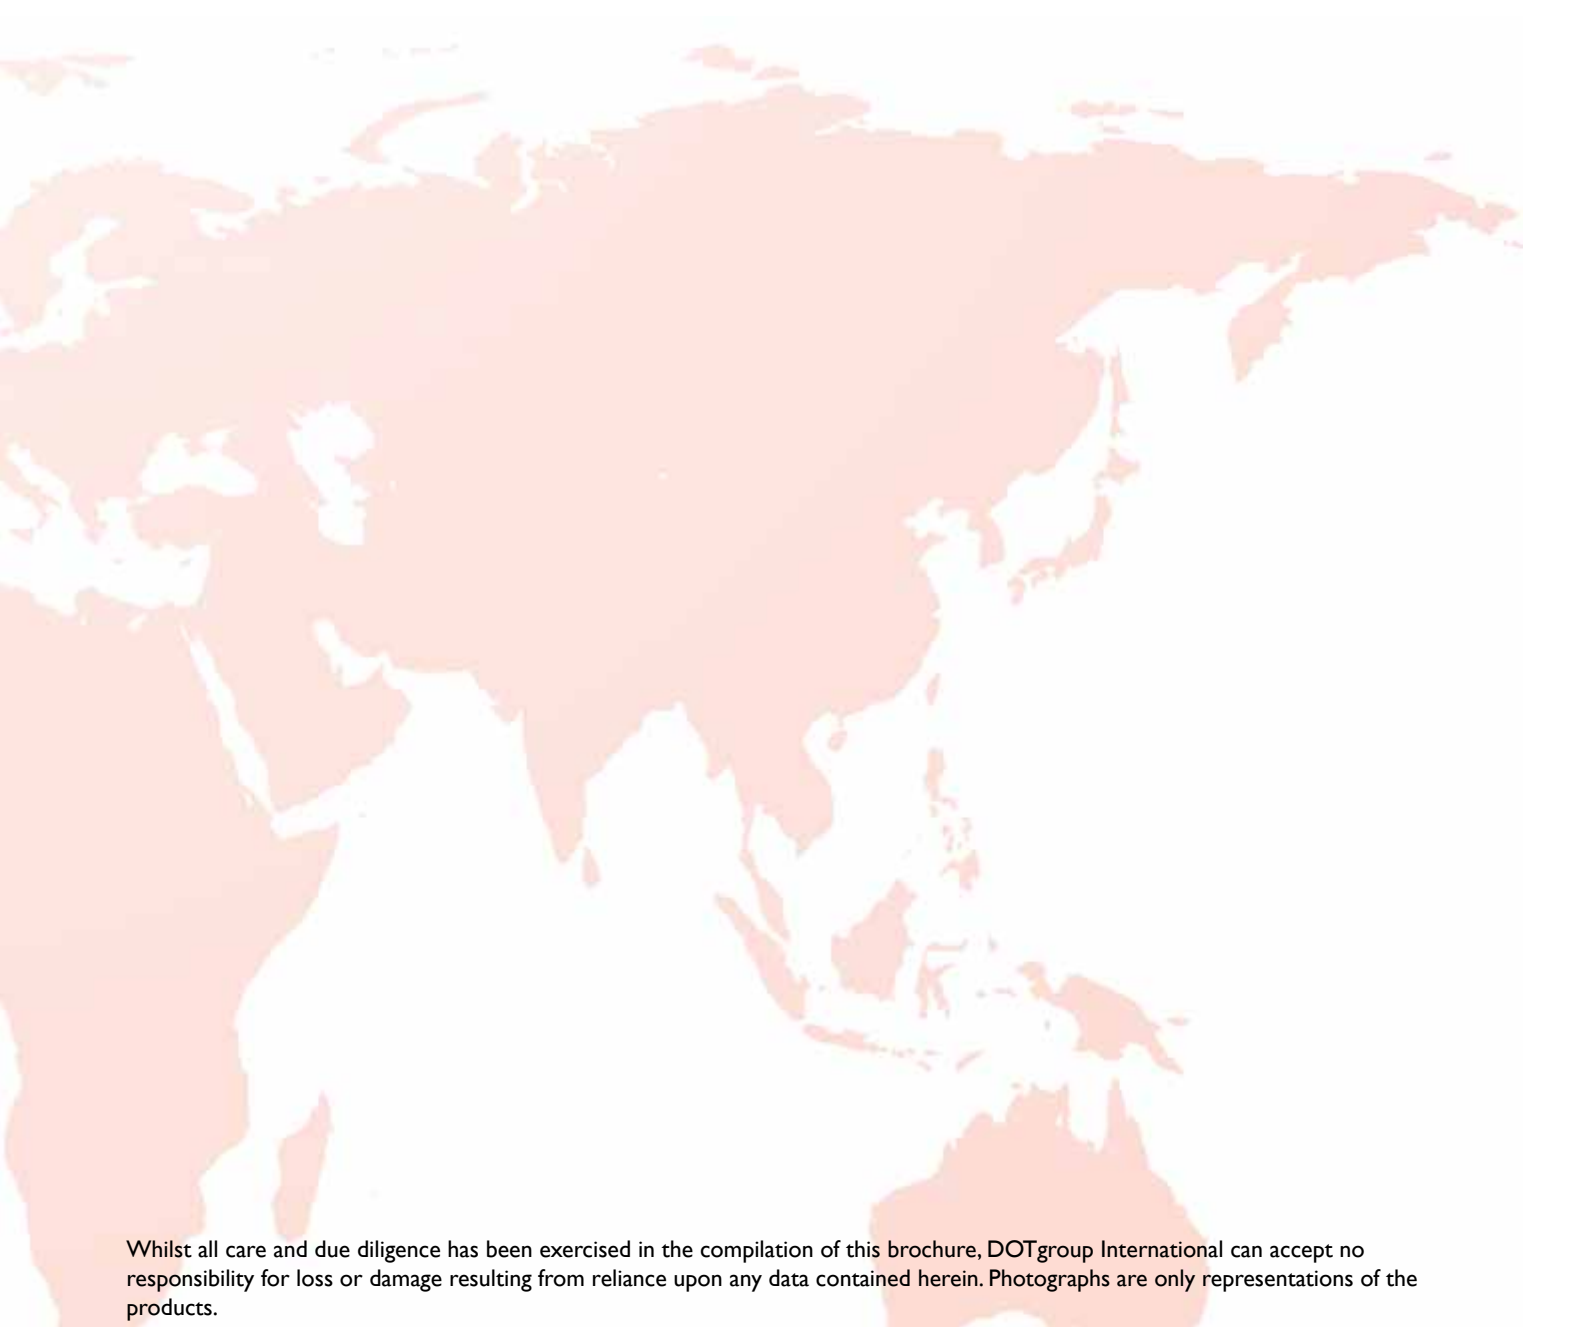 Whilst all care and due diligence has been exercised in the compilation of this brochure, DOTgroup International can accept no
responsibility for loss or damage resulting from reliance upon any data contained herein. Photographs are only representations of the
products.